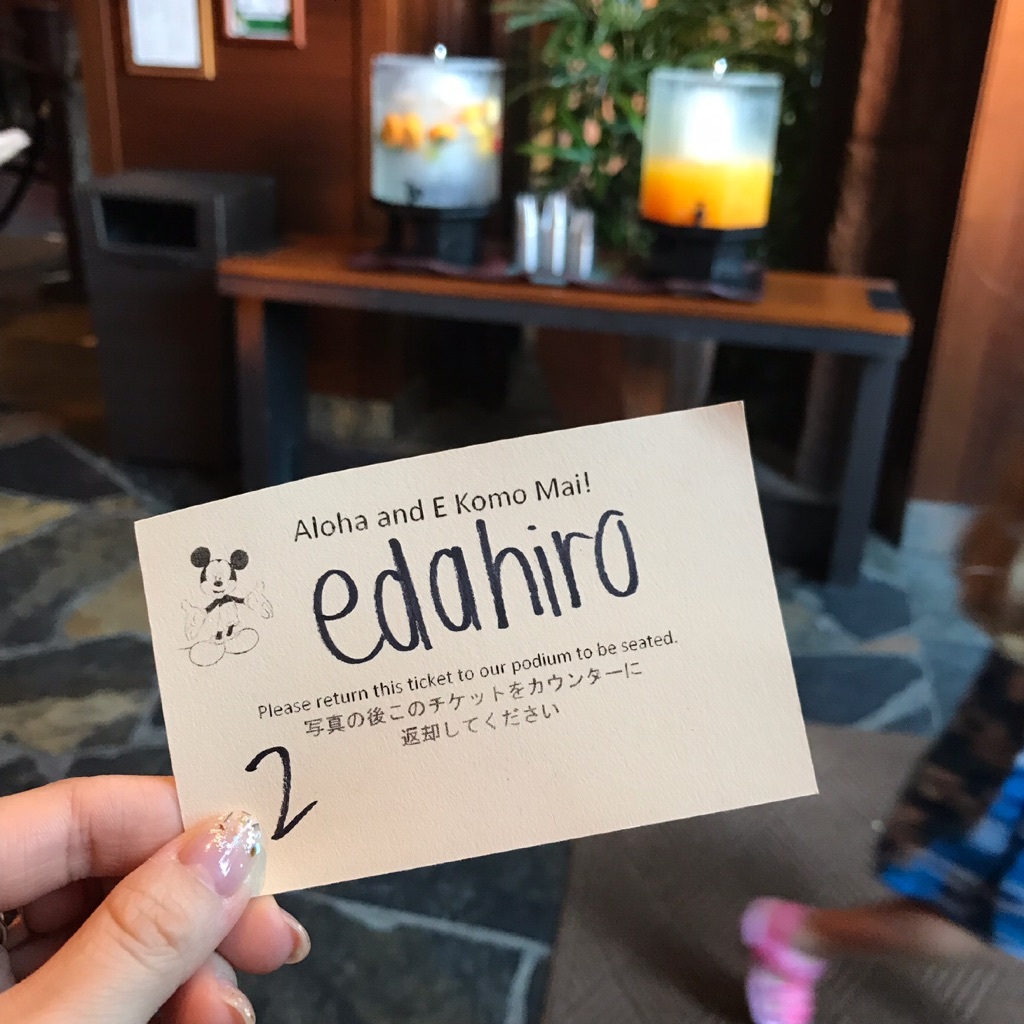 Aloha and E Komo Mai!
edahiro
Please return this ticket to our podium to be seated.
写真の後このチケットをカウンターに
返却してください
2